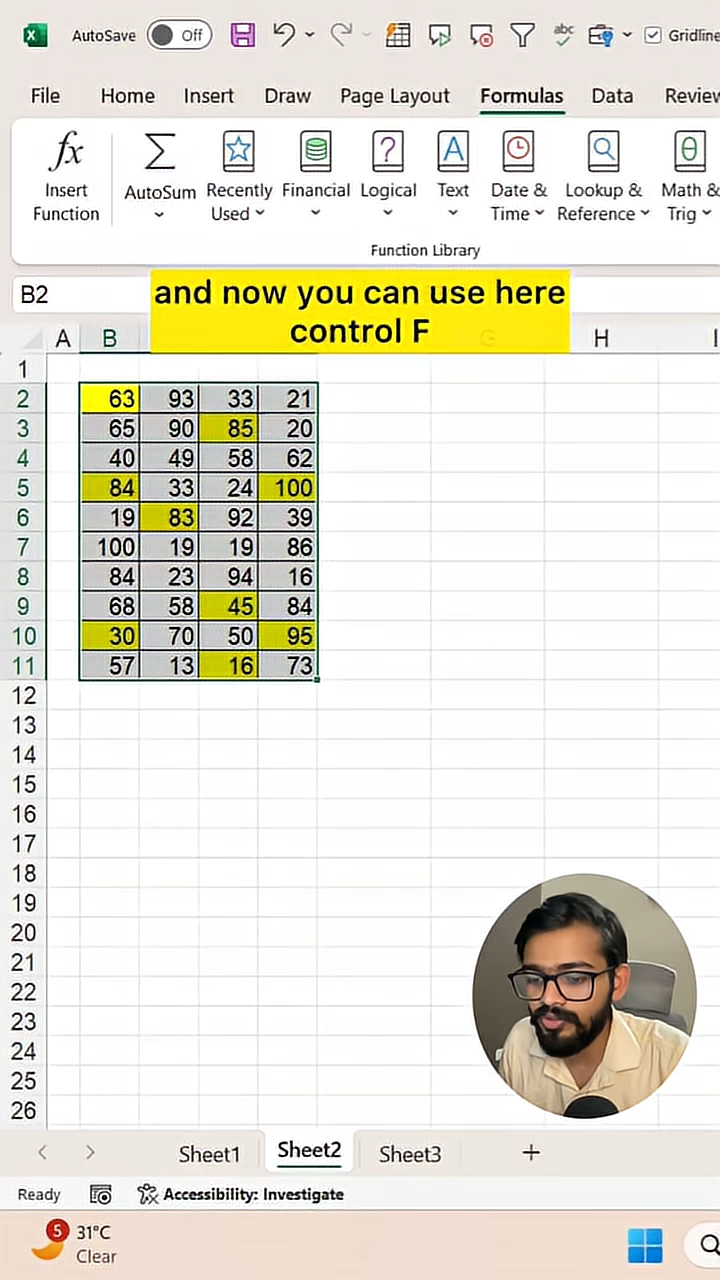 AutoSave Off Gridline
File Home Insert Draw Page Layout Formulas Data Review
fx Σ ? A θ
Insert Function
AutoSum
Recently Used
Financial
Logical
Text
Date & Time
Lookup & Reference
Math & Trig
Function Library
B2
and now you can use here
control F
A B G H I
1
2 63 93 33 21
3 65 90 85 20
4 40 49 58 62
5 84 33 24 100
6 19 83 92 39
7 100 19 19 86
8 84 23 94 16
9 68 58 45 84
10 30 70 50 95
11 57 13 16 73
12
13
14
15
16
17
18
19
20
21
22
23
24
25
26
Sheet1 Sheet2 Sheet3 +
Ready Accessibility: Investigate
5 31°C
Clear